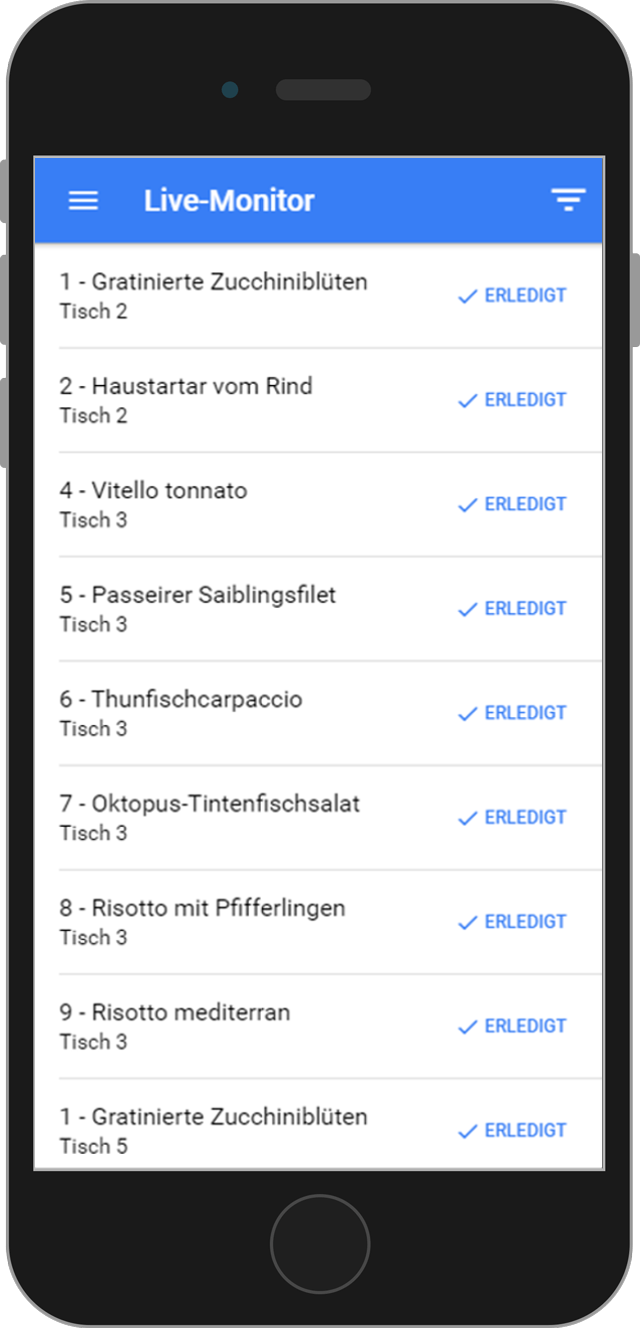 Live-Monitor
1 - Gratinierte Zucchiniblüten
Tisch 2
ERLEDIGT
2 - Haustartar vom Rind
Tisch 2
ERLEDIGT
4 - Vitello tonnato
Tisch 3
ERLEDIGT
5 - Passeirer Saiblingsfilet
Tisch 3
ERLEDIGT
6 - Thunfischcarpaccio
Tisch 3
ERLEDIGT
7 - Oktopus-Tintenfischsalat
Tisch 3
ERLEDIGT
8 - Risotto mit Pfifferlingen
Tisch 3
ERLEDIGT
9 - Risotto mediterran
Tisch 3
ERLEDIGT
1 - Gratinierte Zucchiniblüten
Tisch 5
ERLEDIGT